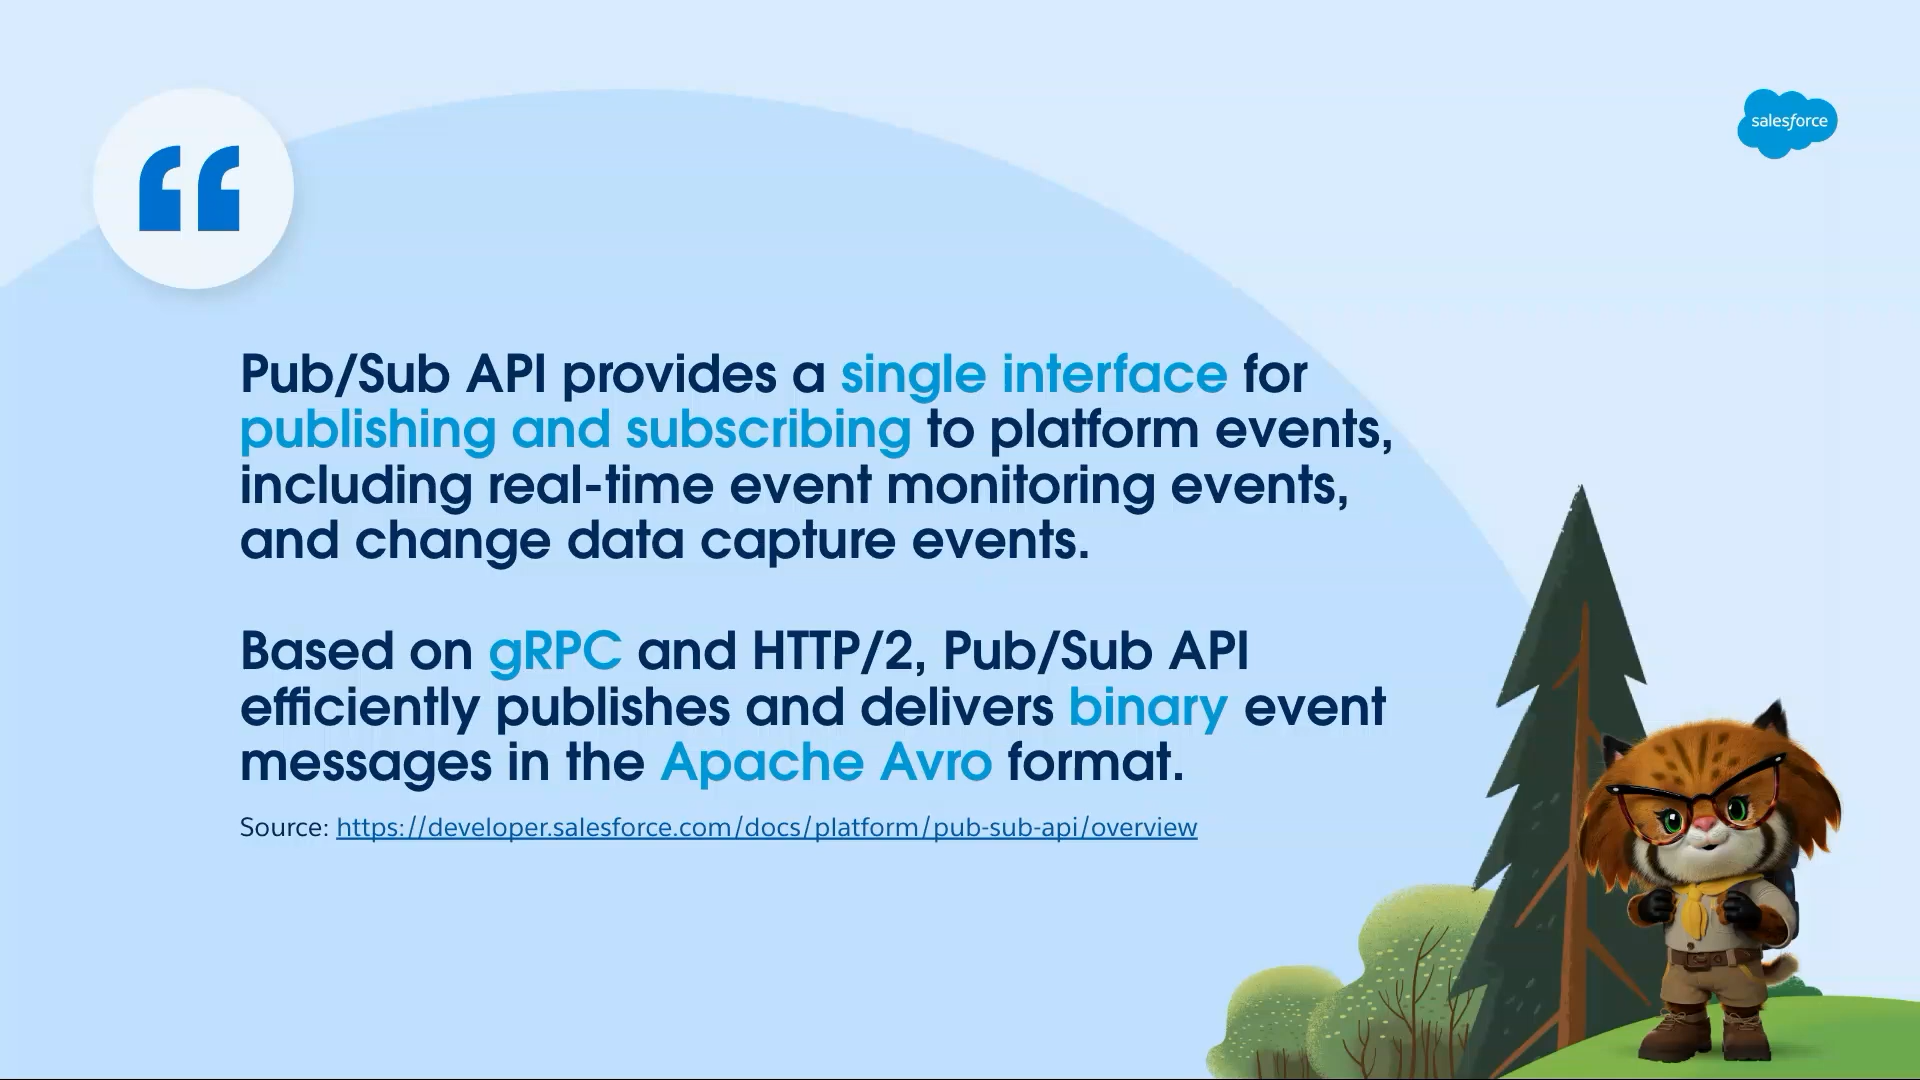 salesforce
“
Pub/Sub API provides a single interface for
publishing and subscribing to platform events,
including real-time event monitoring events,
and change data capture events.
Based on gRPC and HTTP/2, Pub/Sub API
efficiently publishes and delivers binary event
messages in the Apache Avro format.
Source: https://developer.salesforce.com/docs/platform/pub-sub-api/overview